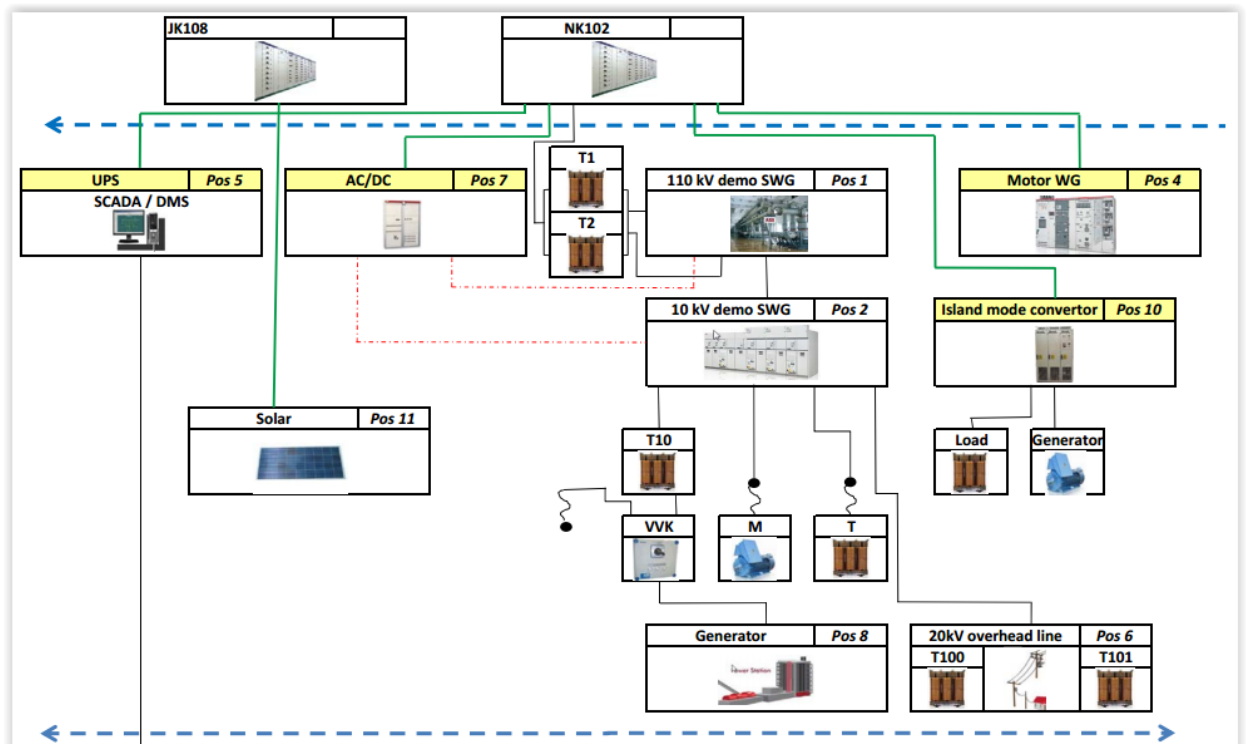 JK108
NK102
T1
T2
UPS Pos 5
SCADA / DMS
AC/DC Pos 7
110 kV demo SWG Pos 1
ABB
Motor WG Pos 4
10 kV demo SWG Pos 2
Island mode convertor Pos 10
Solar Pos 11
T10
Load
Generator
VVK
M
T
Generator Pos 8
Power Station
20kV overhead line Pos 6
T100
T101